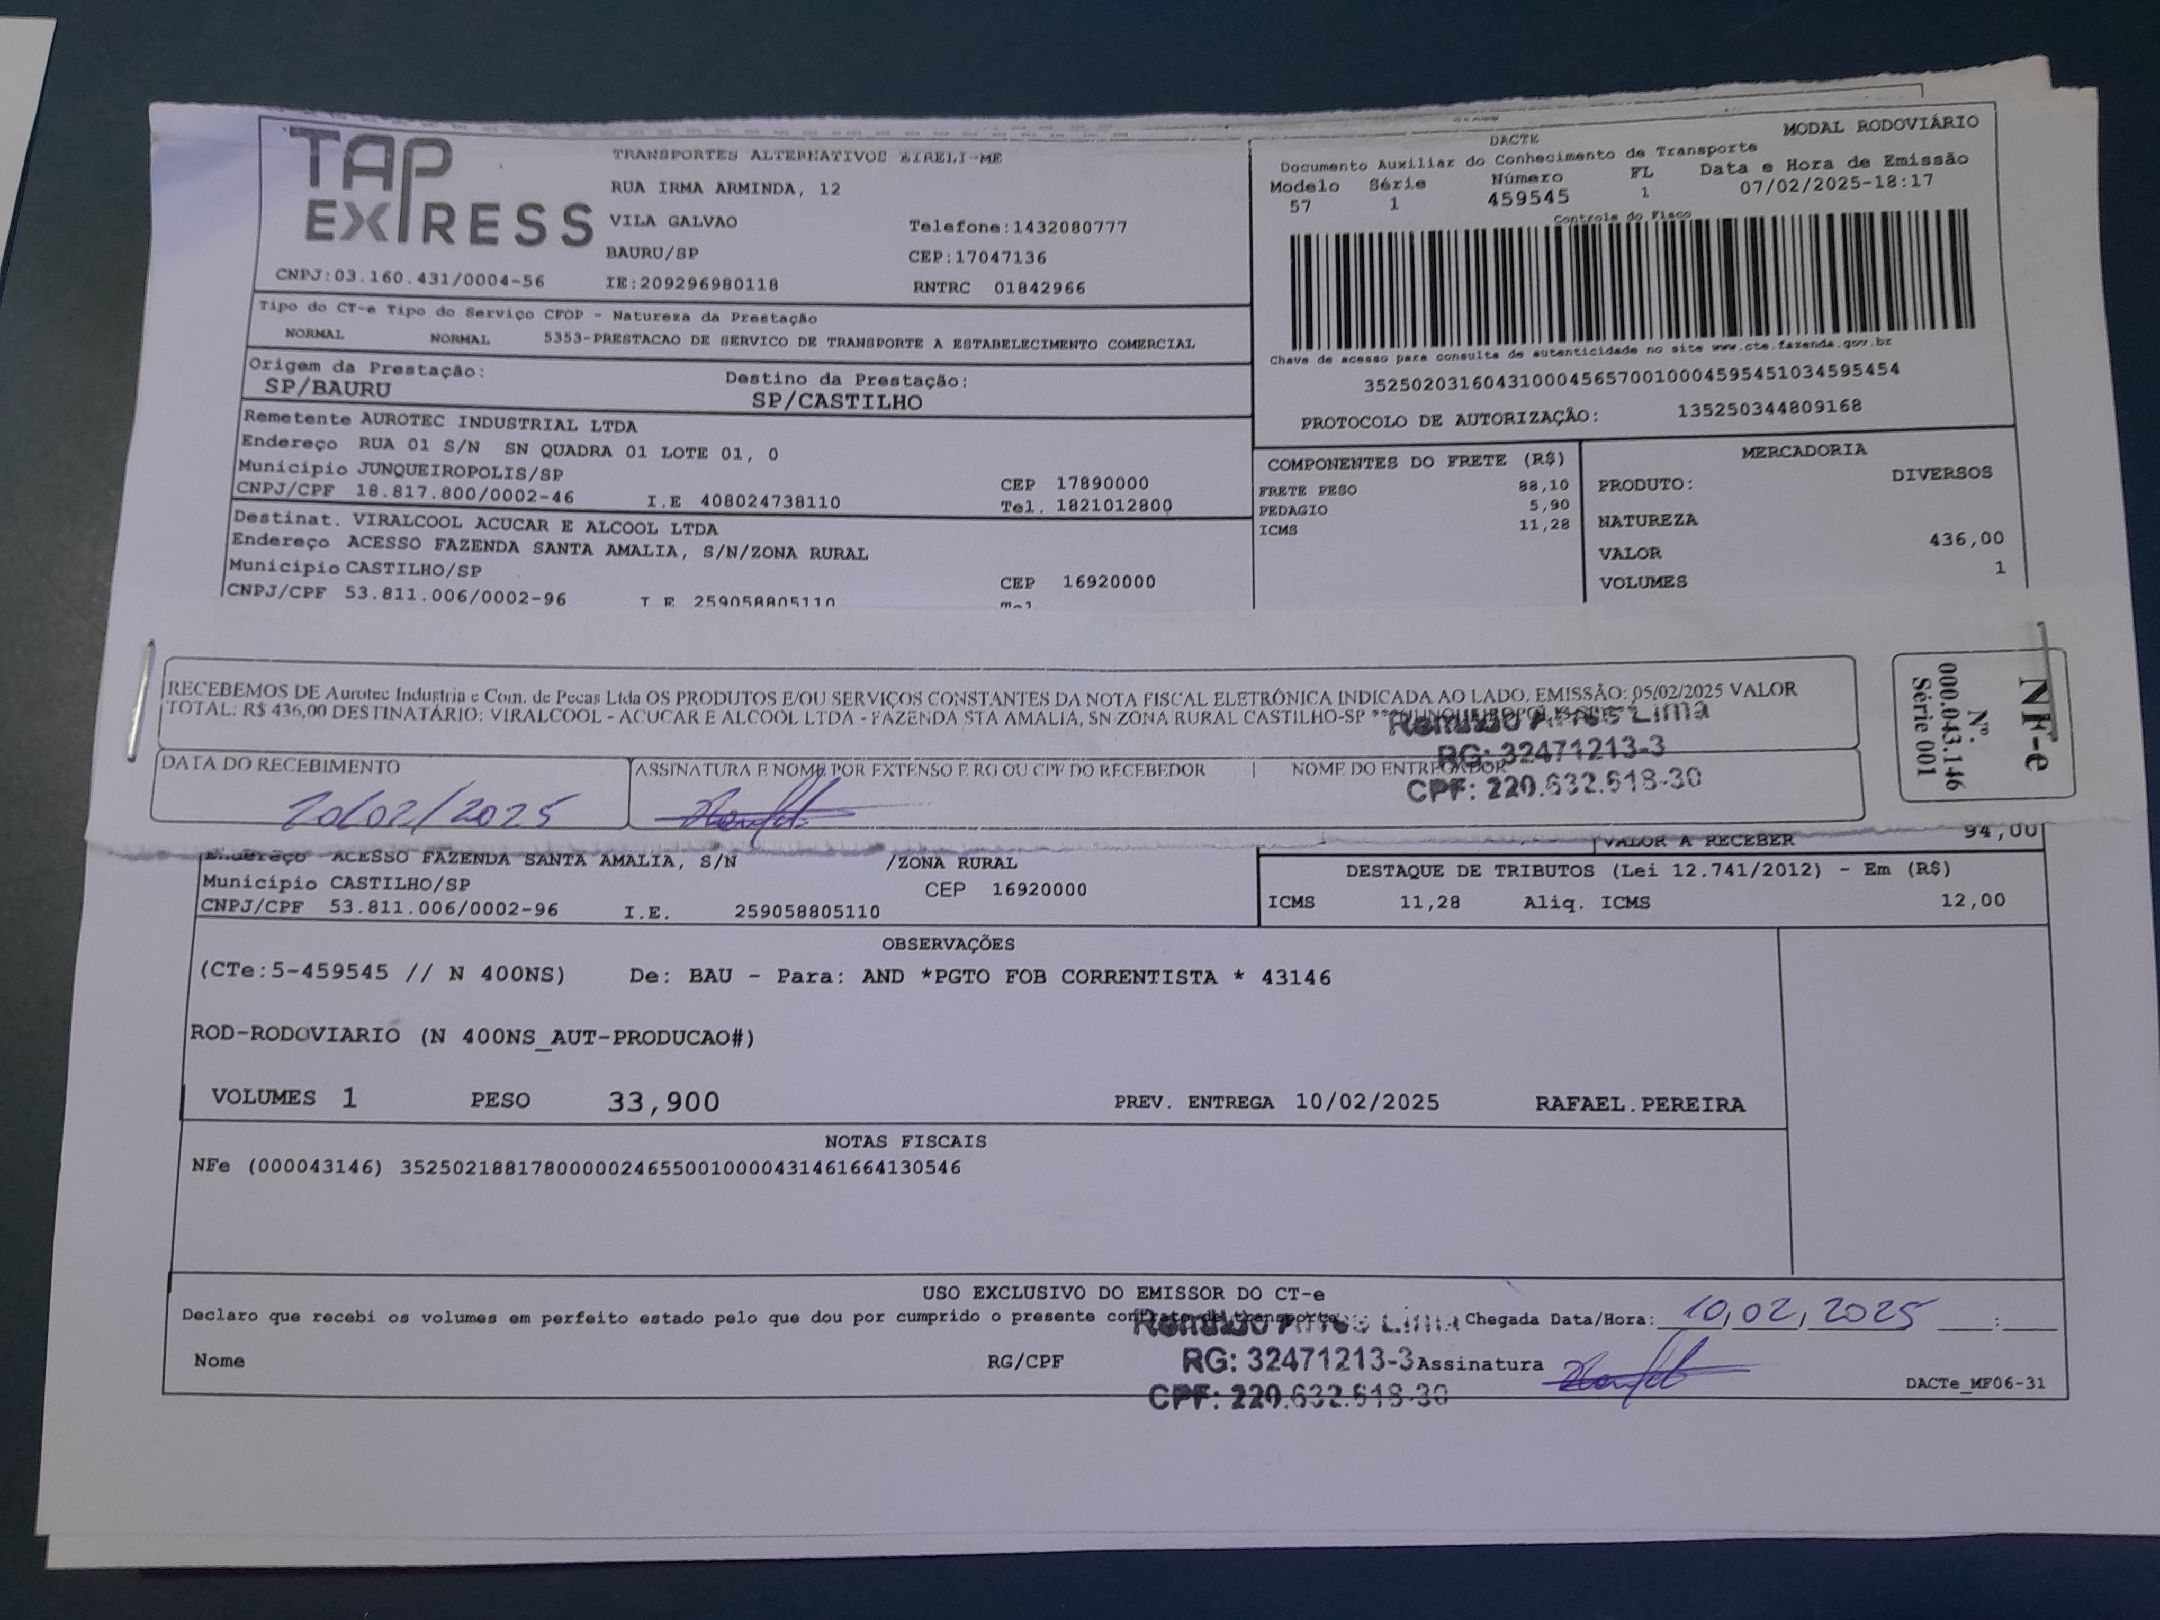 TAP
EXPRESS
TRANSPORTES ALTERNATIVOS EIRELI-ME
RUA IRMA ARMINDA, 12
VILA GALVAO
Telefone:1432080777
BAURU/SP
CEP:17047136
CNPJ:03.160.431/0004-56
IE:209296980118
RNTRC 01842966
DACTE
MODAL RODOVIÁRIO
Documento Auxiliar do Conhecimento de Transporte
Modelo Série Número FL Data e Hora de Emissão
57 1 459545 1 07/02/2025-18:17
Controle do Fisco
Chave de acesso para consulta de autenticidade no site www.cte.fazenda.gov.br
35250203160431000456570010004595451034595454
PROTOCOLO DE AUTORIZAÇÃO: 135250344809168
Tipo do CT-e Tipo do Serviço CFOP - Natureza da Prestação
NORMAL NORMAL 5353-PRESTACAO DE SERVICO DE TRANSPORTE A ESTABELECIMENTO COMERCIAL
Origem da Prestação: Destino da Prestação:
SP/BAURU SP/CASTILHO
Remetente AUROTEC INDUSTRIAL LTDA
Endereço RUA 01 S/N SN QUADRA 01 LOTE 01, 0
Município JUNQUEIROPOLIS/SP CEP 17890000
CNPJ/CPF 18.817.800/0002-46 I.E 408024738110 Tel. 1821012800
Destinat. VIRALCOOL ACUCAR E ALCOOL LTDA
Endereço ACESSO FAZENDA SANTA AMALIA, S/N/ZONA RURAL
Município CASTILHO/SP CEP 16920000
CNPJ/CPF 53.811.006/0002-96 I.E 259058805110 Tel
COMPONENTES DO FRETE (R$)
FRETE PESO 88,10
PEDAGIO 5,90
ICMS 11,28
MERCADORIA
PRODUTO: DIVERSOS
NATUREZA
VALOR 436,00
VOLUMES 1
RECEBEMOS DE Aurotec Industria e Com. de Pecas Ltda OS PRODUTOS E/OU SERVIÇOS CONSTANTES DA NOTA FISCAL ELETRÔNICA INDICADA AO LADO. EMISSÃO: 05/02/2025 VALOR
TOTAL: R$ 436,00 DESTINATÁRIO: VIRALCOOL - ACUCAR E ALCOOL LTDA - FAZENDA STA AMALIA, SN ZONA RURAL CASTILHO-SP
Lima
RG: 32471213-3
CPF: 220.632.618-30
DATA DO RECEBIMENTO
10/02/2025
ASSINATURA E NOME POR EXTENSO E RG OU CPF DO RECEBEDOR
NOME DO ENTREGADOR
NF-e
Nº.
000.043.146
Série 001
VALOR A RECEBER 94,00
Endereço ACESSO FAZENDA SANTA AMALIA, S/N /ZONA RURAL
Município CASTILHO/SP CEP 16920000
CNPJ/CPF 53.811.006/0002-96 I.E. 259058805110
DESTAQUE DE TRIBUTOS (Lei 12.741/2012) - Em (R$)
ICMS 11,28 Aliq. ICMS 12,00
OBSERVAÇÕES
(CTe:5-459545 // N 400NS) De: BAU - Para: AND *PGTO FOB CORRENTISTA * 43146
ROD-RODOVIARIO (N 400NS_AUT-PRODUCAO#)
VOLUMES 1 PESO 33,900 PREV. ENTREGA 10/02/2025 RAFAEL.PEREIRA
NOTAS FISCAIS
NFe (000043146) 35250218817800000246550010000431461664130546
USO EXCLUSIVO DO EMISSOR DO CT-e
Declaro que recebi os volumes em perfeito estado pelo que dou por cumprido o presente contrato de transporte
Lima
Chegada Data/Hora: 10/02/2025 :
Nome RG/CPF
RG: 32471213-3
Assinatura
CPF: 220.632.618-30
DACTe_MF06-31